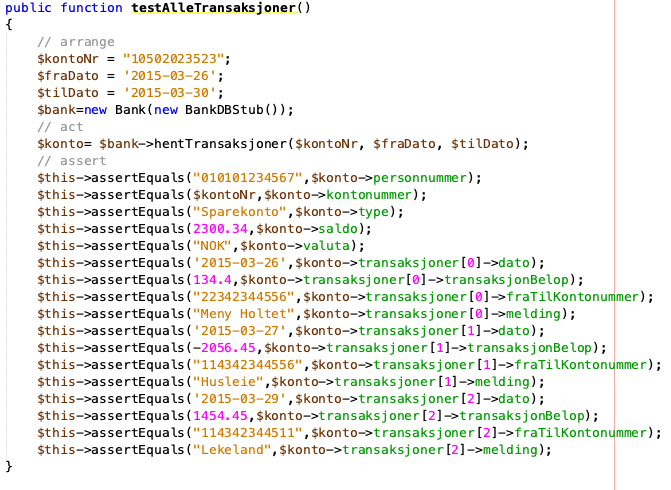 public function testAlleTransaksjoner()
{
    // arrange
    $kontoNr = "10502023523";
    $fraDato = '2015-03-26';
    $tilDato = '2015-03-30';
    $bank=new Bank(new BankDBStub());
    // act
    $konto= $bank->hentTransaksjoner($kontoNr, $fraDato, $tilDato);
    // assert
    $this->assertEquals("010101234567",$konto->personnummer);
    $this->assertEquals($kontoNr,$konto->kontonummer);
    $this->assertEquals("Sparekonto",$konto->type);
    $this->assertEquals(2300.34,$konto->saldo);
    $this->assertEquals("NOK",$konto->valuta);
    $this->assertEquals('2015-03-26',$konto->transaksjoner[0]->dato);
    $this->assertEquals(134.4,$konto->transaksjoner[0]->transaksjonBelop);
    $this->assertEquals("22342344556",$konto->transaksjoner[0]->fraTilKontonummer);
    $this->assertEquals("Meny Holtet",$konto->transaksjoner[0]->melding);
    $this->assertEquals('2015-03-27',$konto->transaksjoner[1]->dato);
    $this->assertEquals(-2056.45,$konto->transaksjoner[1]->transaksjonBelop);
    $this->assertEquals("114342344556",$konto->transaksjoner[1]->fraTilKontonummer);
    $this->assertEquals("Husleie",$konto->transaksjoner[1]->melding);
    $this->assertEquals('2015-03-29',$konto->transaksjoner[2]->dato);
    $this->assertEquals(1454.45,$konto->transaksjoner[2]->transaksjonBelop);
    $this->assertEquals("114342344511",$konto->transaksjoner[2]->fraTilKontonummer);
    $this->assertEquals("Lekeland",$konto->transaksjoner[2]->melding);
}